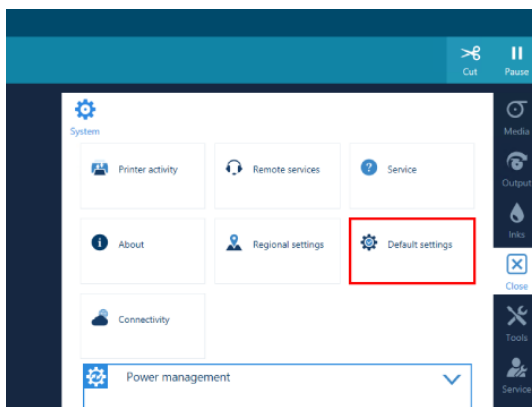 Cut
Pause
System
Media
Printer activity
Remote services
Service
Output
Inks
About
Regional settings
Default settings
Close
Connectivity
Tools
Power management
Service